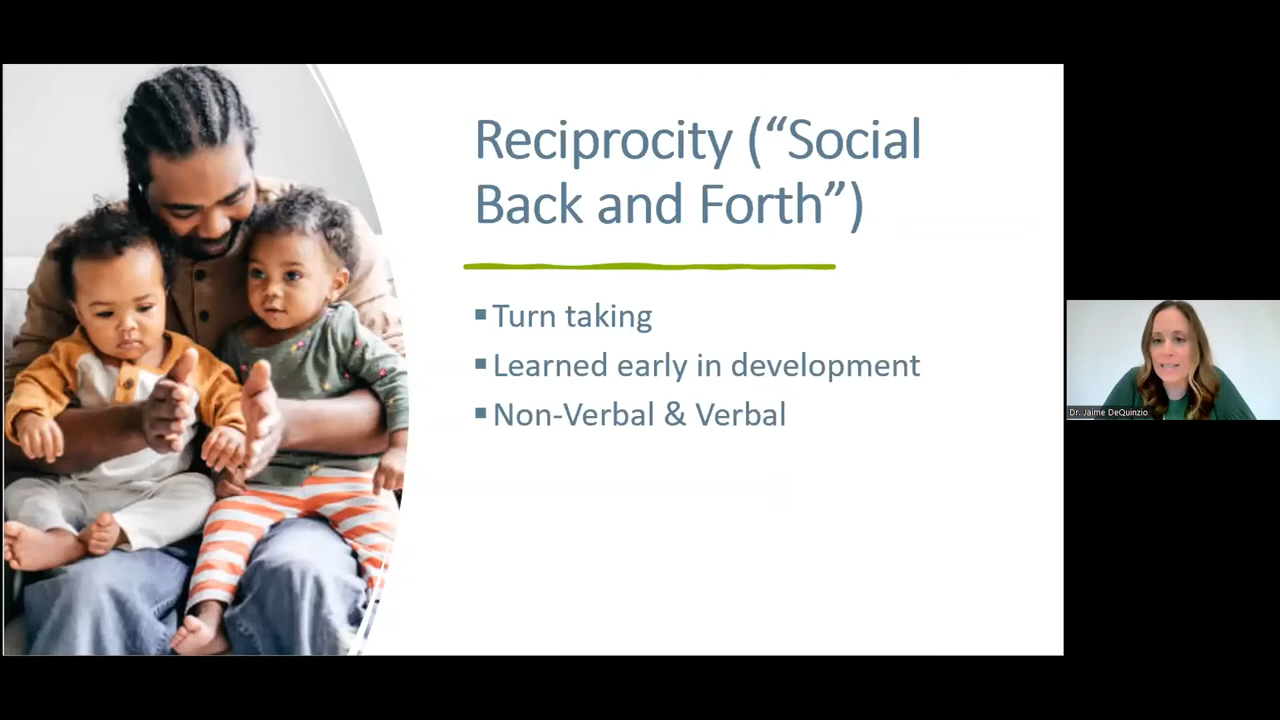 Reciprocity (“Social
Back and Forth”)
▪Turn taking
▪Learned early in development
▪Non-Verbal & Verbal
Dr. Jaime DeQuinzio